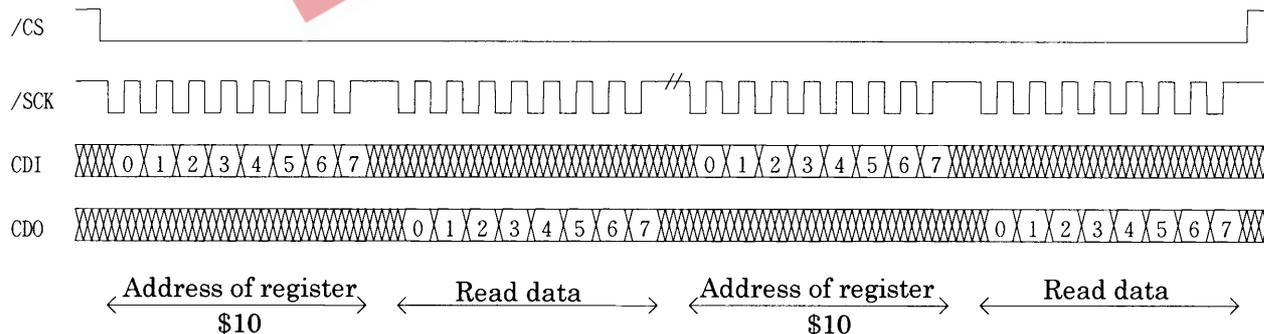 /CS
/SCK
CDI 0 1 2 3 4 5 6 7 0 1 2 3 4 5 6 7
CDO 0 1 2 3 4 5 6 7 0 1 2 3 4 5 6 7
Address of register Read data Address of register Read data
$10 $10